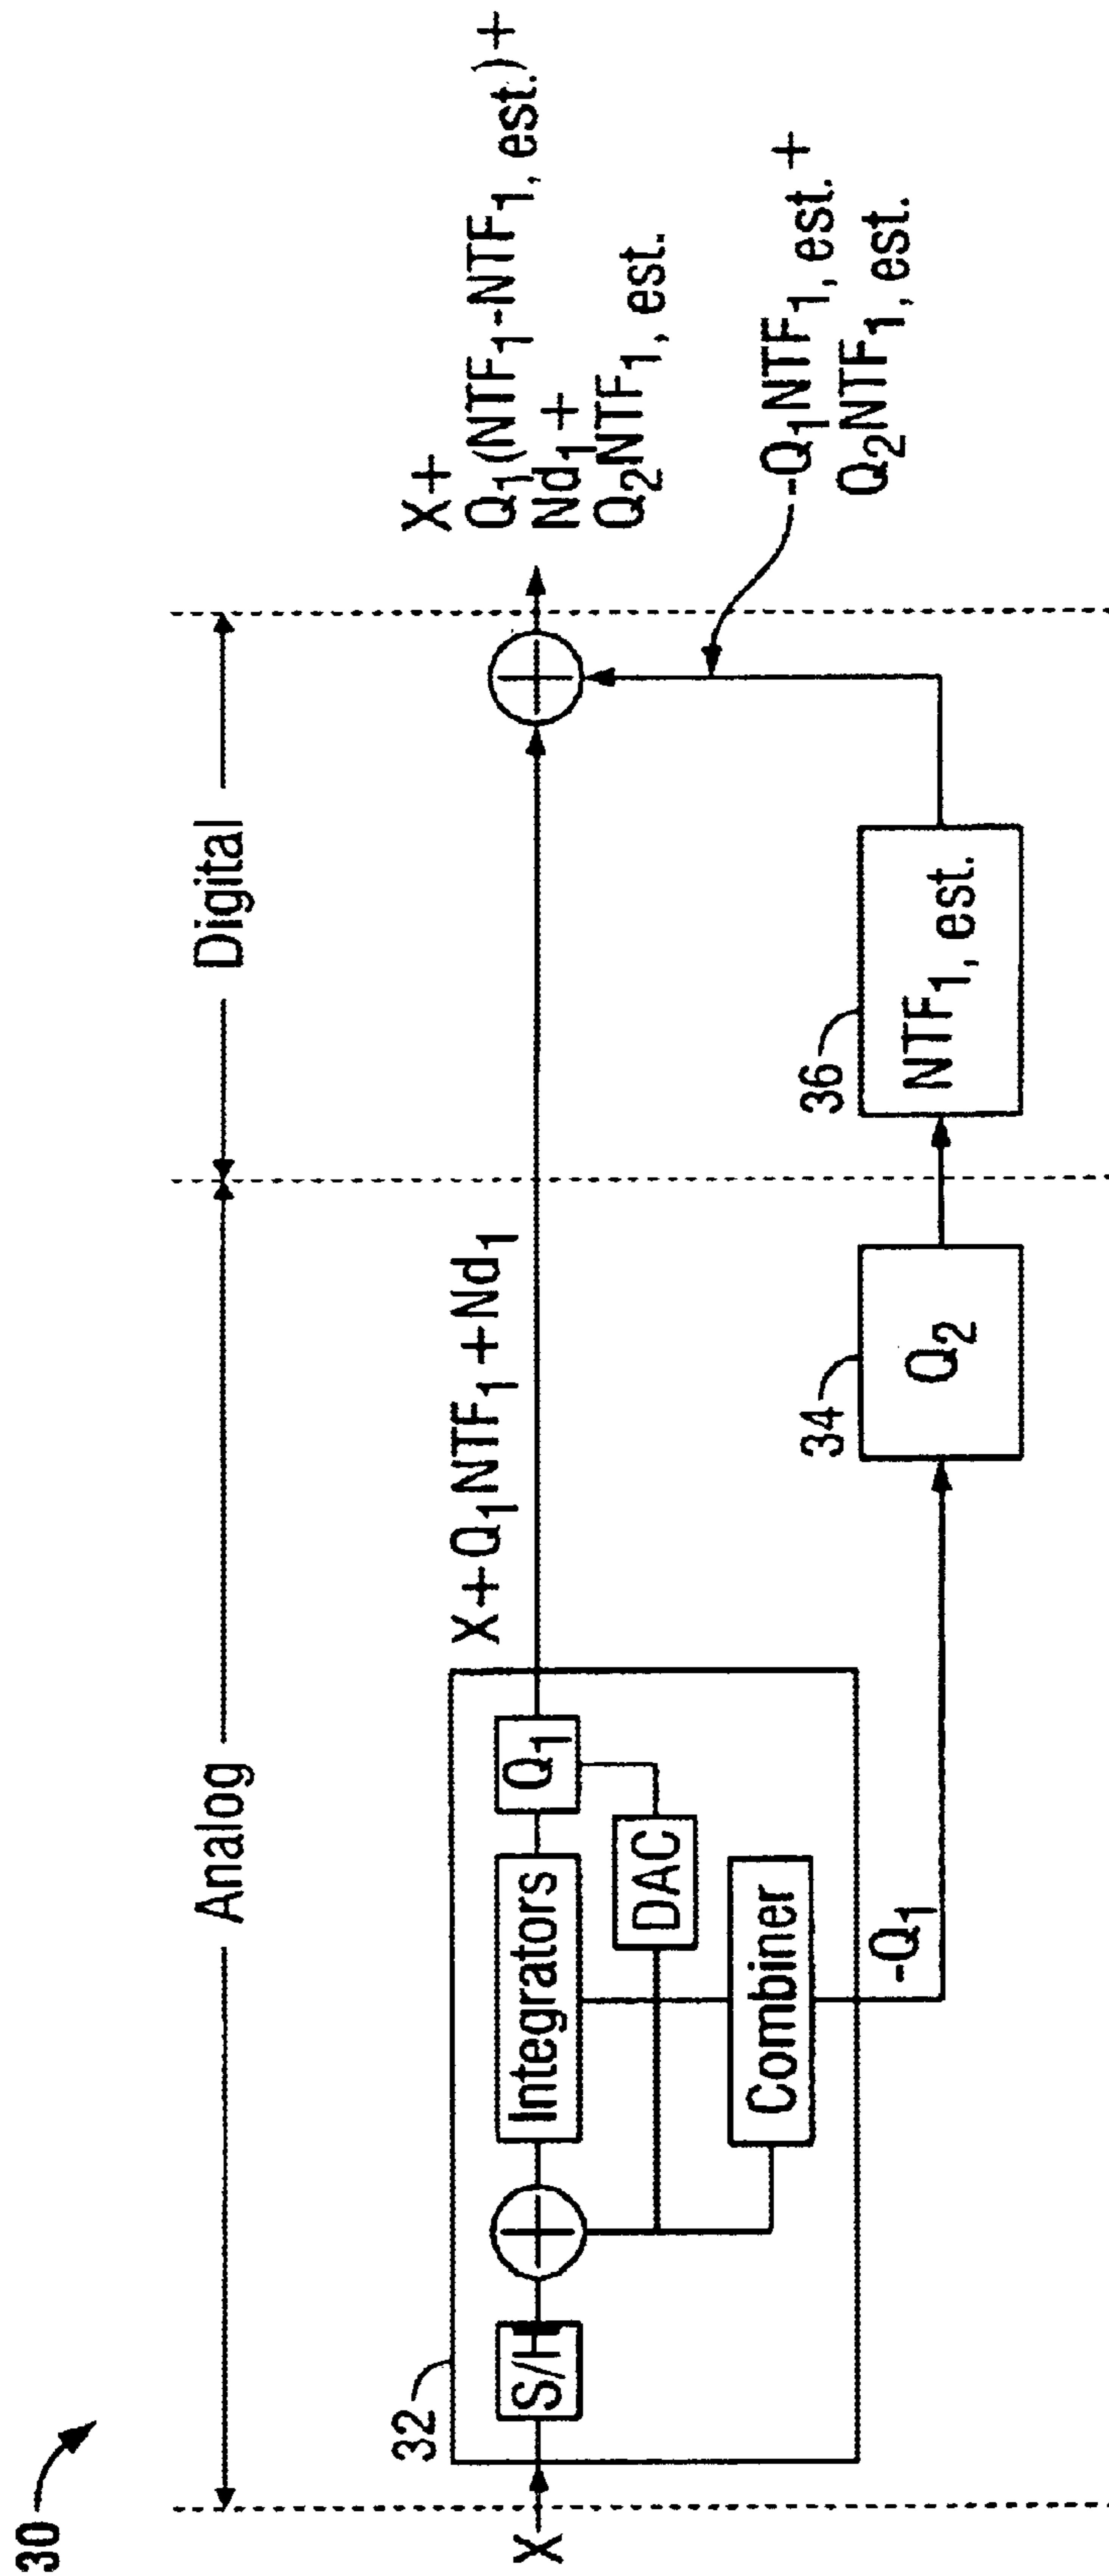 30
Analog
Digital
32
X
S/H
Integrators
Q1
DAC
Combiner
X+Q1NTF1+Nd1
-Q1
34
Q2
36
NTF1, est.
X+
Q1(NTF1-NTF1, est.)+
Nd1+
Q2NTF1, est.
-Q1NTF1, est.+
Q2NTF1, est.